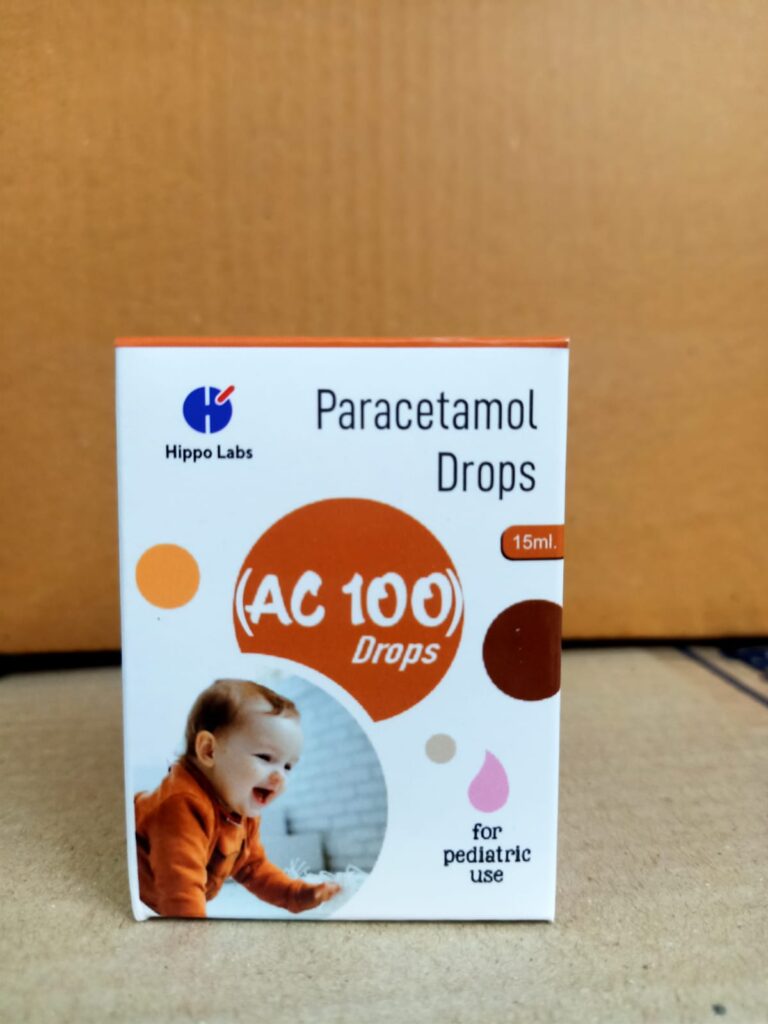 Hippo Labs
Paracetamol
Drops
15ml.
(AC 100)
Drops
for
pediatric
use